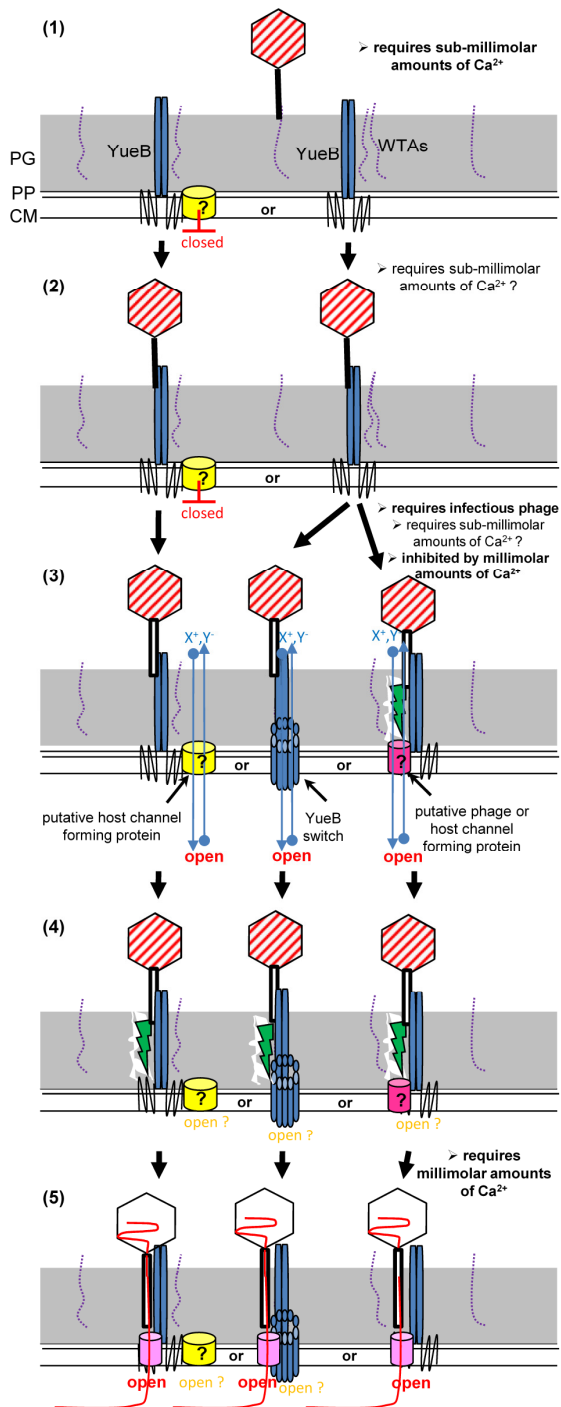 (1)
➢ requires sub-millimolar
amounts of Ca²⁺
YueB
YueB
WTAs
PG
PP
CM
?
or
closed
(2)
➢ requires sub-millimolar
amounts of Ca²⁺ ?
?
or
closed
➢ requires infectious phage
➢ requires sub-millimolar
amounts of Ca²⁺ ?
➢ inhibited by millimolar
amounts of Ca²⁺
(3)
X⁺,Y⁻
X⁺,Y⁻
X⁺,Y⁻
?
or
or
?
putative host channel
forming protein
YueB
switch
putative phage or
host channel
forming protein
open
open
open
(4)
?
or
or
?
open ?
open ?
open ?
➢ requires
millimolar amounts
of Ca²⁺
(5)
?
or
or
open
open ?
open
open ?
open